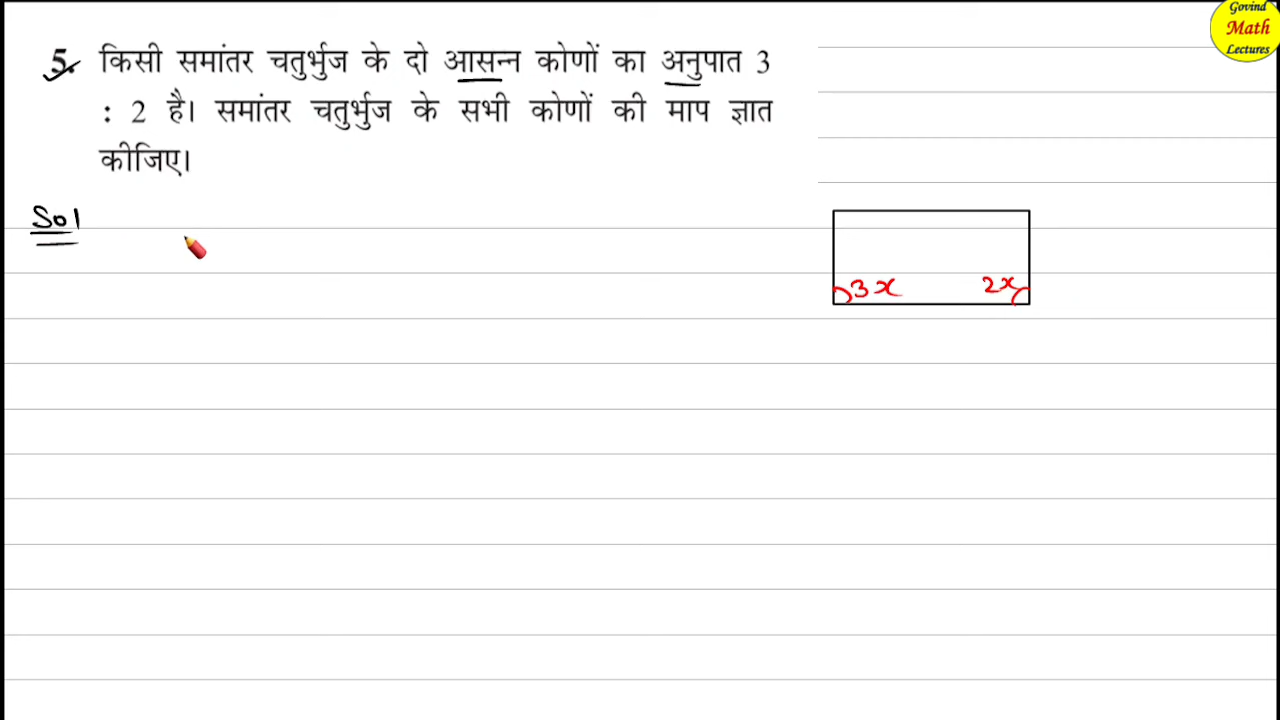 Govind
Math
Lectures
5. किसी समांतर चतुर्भुज के दो आसन्न कोणों का अनुपात 3
: 2 है। समांतर चतुर्भुज के सभी कोणों की माप ज्ञात
कीजिए।
Sol
3x 2x